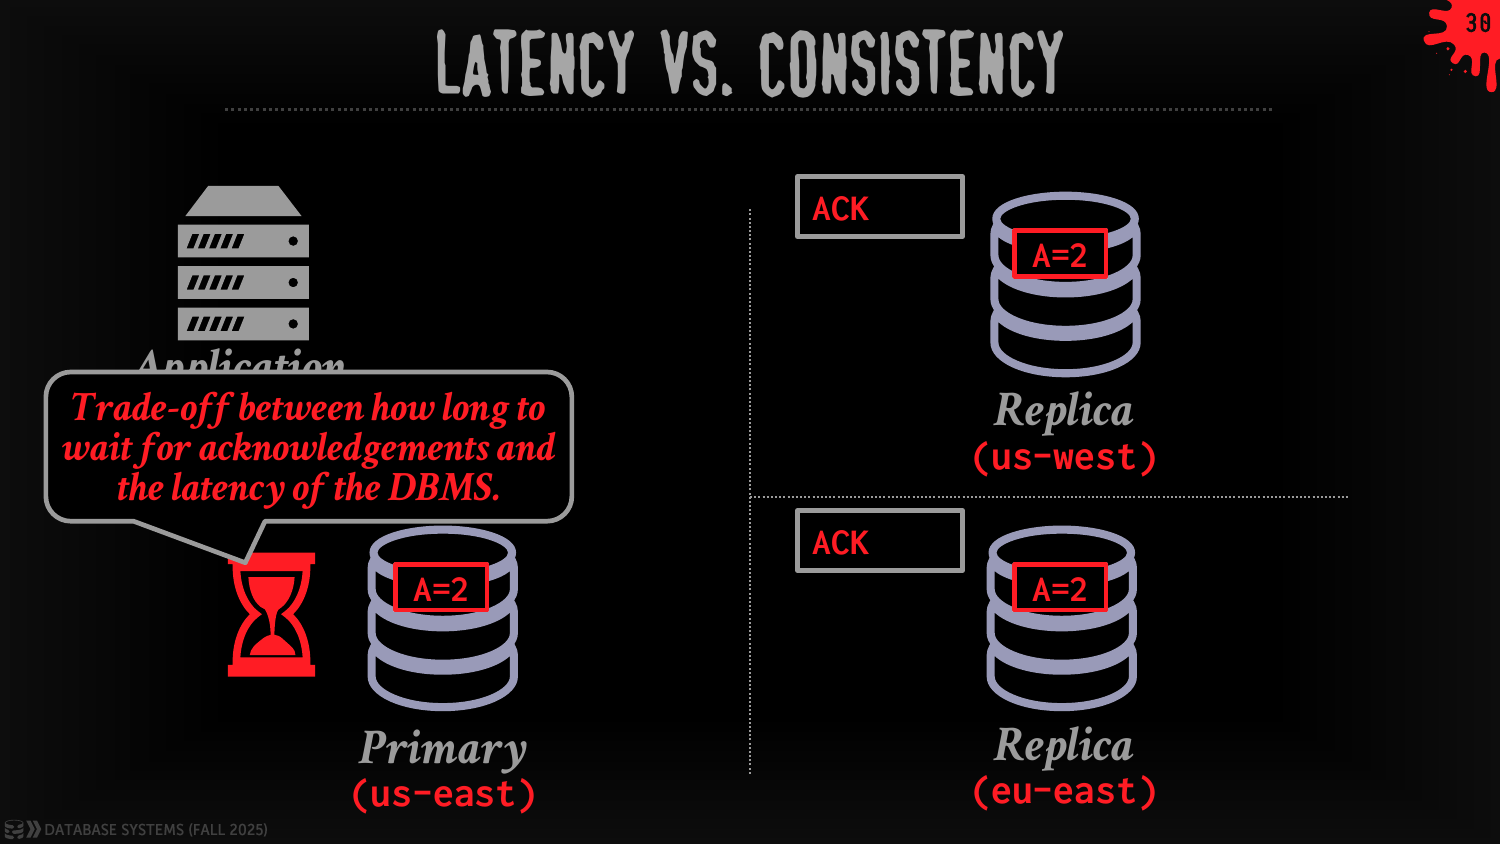 30
LATENCY VS. CONSISTENCY
Application
Trade-off between how long to
wait for acknowledgements and
the latency of the DBMS.
A=2
Primary
(us-east)
ACK
A=2
Replica
(us-west)
ACK
A=2
Replica
(eu-east)
DATABASE SYSTEMS (FALL 2025)